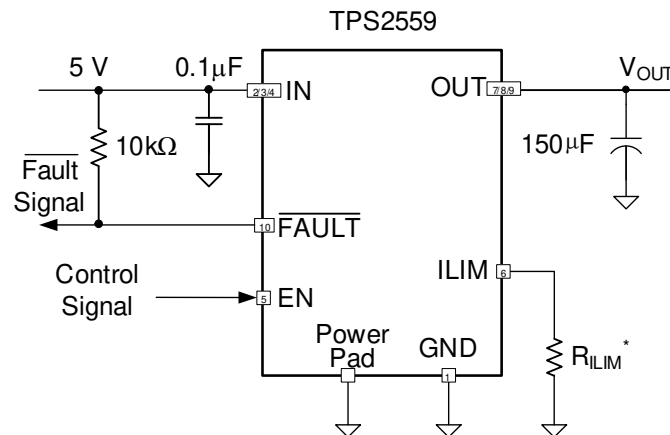 TPS2559
5 V
0.1μF
2/3/4
IN
OUT
7/8/9
VOUT
10kΩ
150μF
Fault
Signal
10
FAULT
ILIM
6
Control
Signal
5
EN
Power
Pad
GND
1
RILIM*